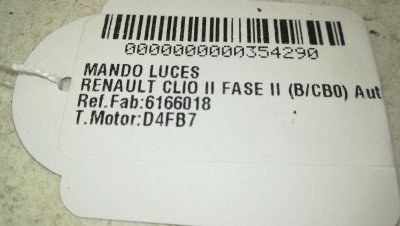 0000000000354290
MANDO LUCES
RENAULT CLIO II FASE II (B/CB0) Aut
Ref.Fab:6166018
T.Motor:D4FB7